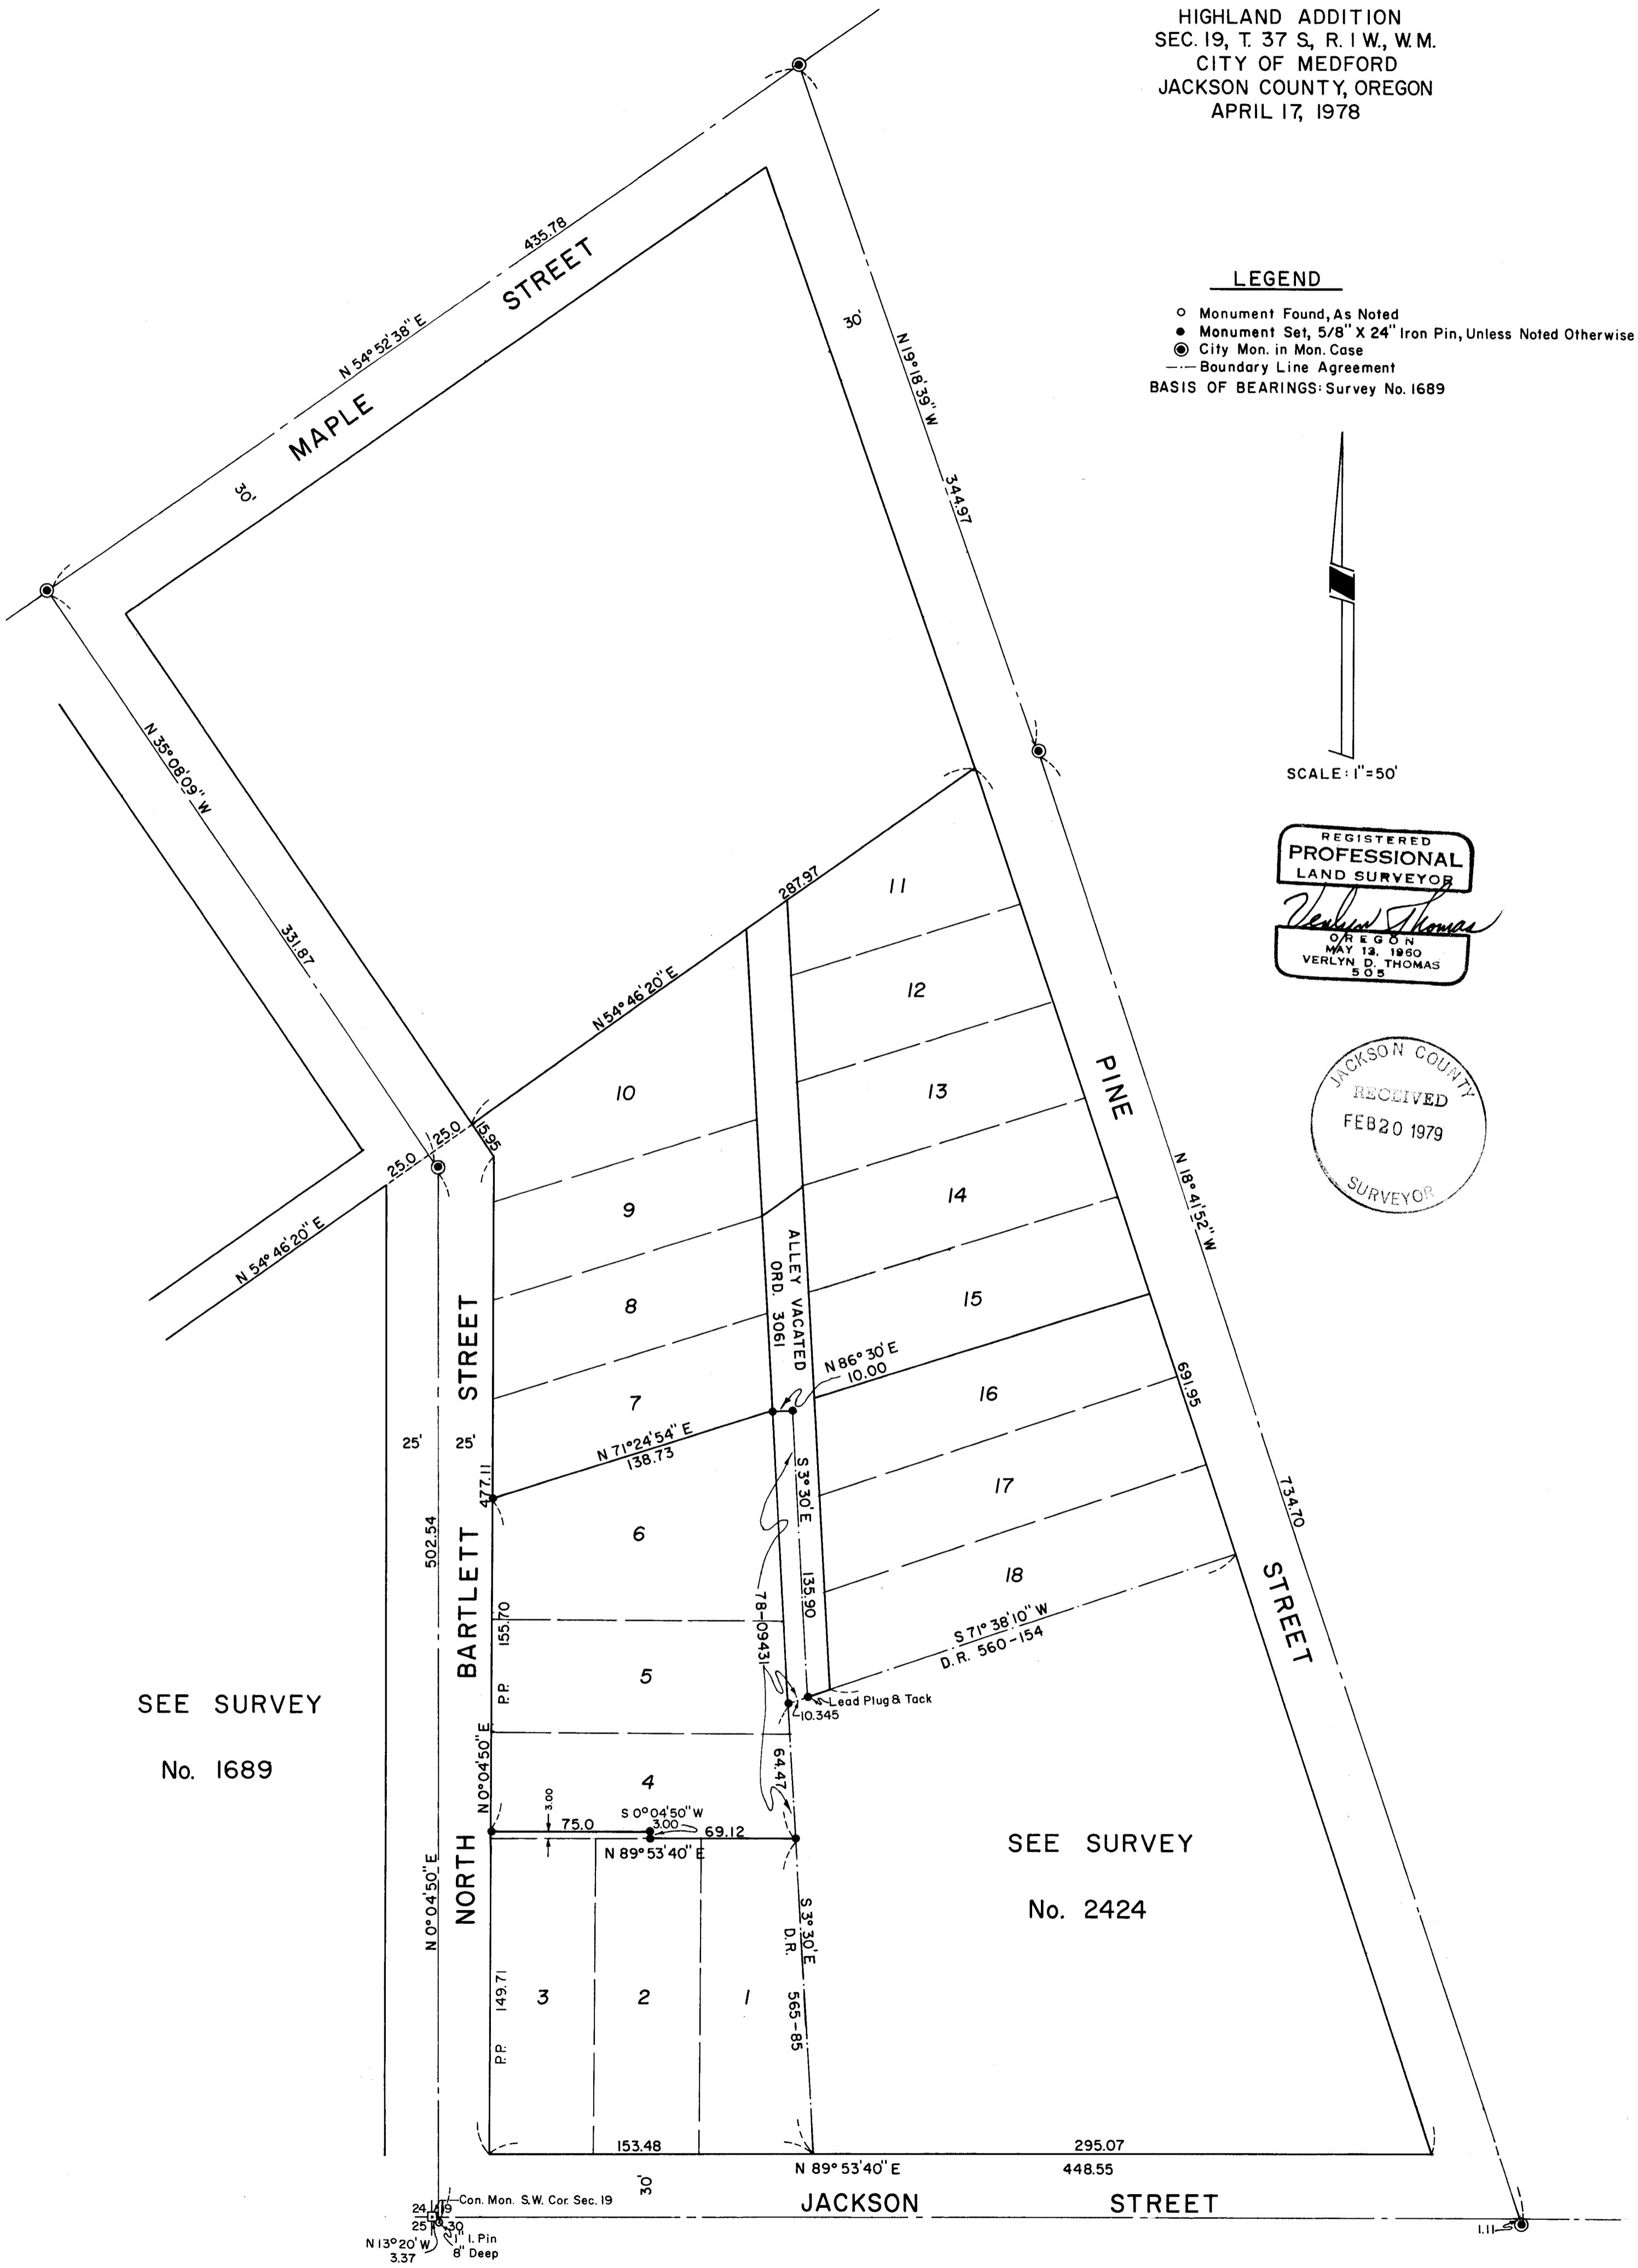 HIGHLAND ADDITION
SEC. 19, T. 37 S., R. 1 W., W.M.
CITY OF MEDFORD
JACKSON COUNTY, OREGON
APRIL 17, 1978
LEGEND
Monument Found, As Noted
Monument Set, 5/8" X 24" Iron Pin, Unless Noted Otherwise
City Mon. in Mon. Case
Boundary Line Agreement
BASIS OF BEARINGS: Survey No. 1689
SCALE: 1"=50'
REGISTERED
PROFESSIONAL
LAND SURVEYOR
Verlyn Thomas
OREGON
MAY 13, 1960
VERLYN D. THOMAS
505
JACKSON COUNTY
RECEIVED
FEB 20 1979
SURVEYOR
435.78
N 54° 52' 38" E
MAPLE STREET
30'
30'
N 19° 18' 39" W
344.97
N 35° 08' 09" W
331.87
287.97
N 54° 46' 20" E
11
12
10
13
PINE STREET
25.0
25.0
15.95
N 54° 46' 20" E
9
14
N 18° 41' 52" W
ALLEY VACATED
ORD. 3061
8
15
N 86° 30' E
10.00
7
16
691.95
N 71° 24' 54" E
138.73
25'
25'
477.11
502.54
NORTH BARTLETT STREET
S 3° 30' E
135.90
17
734.70
6
18
78-09431
S 71° 38' 10" W
D.R. 560-154
155.70
P.P.
5
Lead Plug & Tack
10.345
SEE SURVEY
No. 1689
N 0° 04' 50" E
64.47
4
3.00
75.0
S 0° 04' 50" W
3.00
69.12
N 89° 53' 40" E
SEE SURVEY
No. 2424
N 0° 04' 50" E
S 3° 30' E
D.R. 565-85
149.71
P.P.
3
2
1
153.48
295.07
N 89° 53' 40" E
448.55
30'
JACKSON STREET
Con. Mon. S.W. Cor. Sec. 19
24 19
25 30
1" I. Pin
8" Deep
N 13° 20' W
3.37
1.11